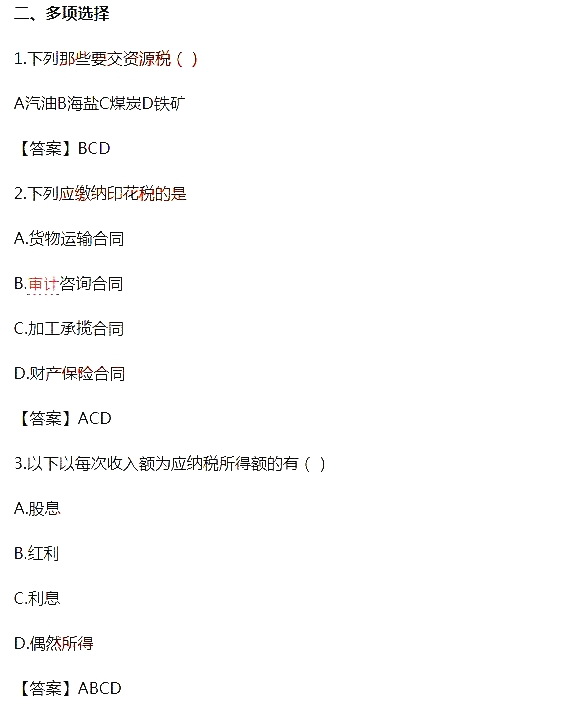 二、多项选择
1.下列那些要交资源税（ ）
A汽油B海盐C煤炭D铁矿
【答案】BCD
2.下列应缴纳印花税的是
A.货物运输合同
B.审计咨询合同
C.加工承揽合同
D.财产保险合同
【答案】ACD
3.以下以每次收入额为应纳税所得额的有（ ）
A.股息
B.红利
C.利息
D.偶然所得
【答案】ABCD